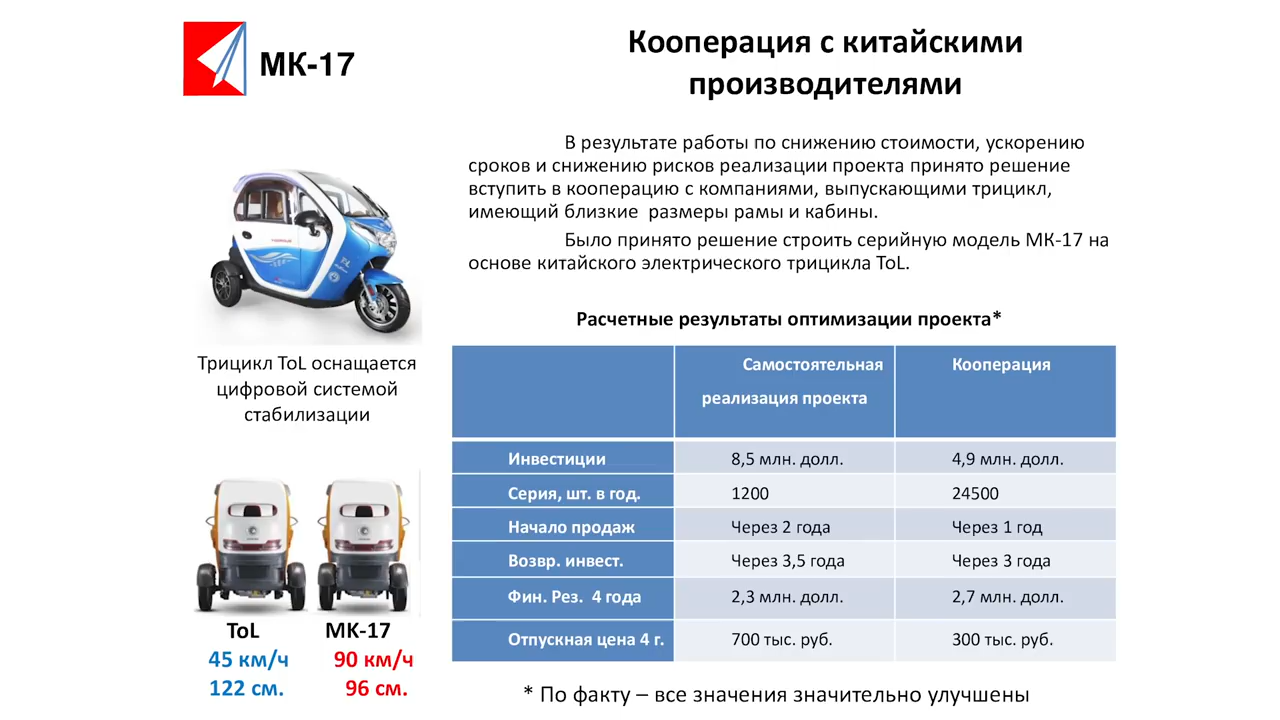 МК-17
Кооперация с китайскими
производителями
В результате работы по снижению стоимости, ускорению
сроков и снижению рисков реализации проекта принято решение
вступить в кооперацию с компаниями, выпускающими трицикл,
имеющий близкие размеры рамы и кабины.
Было принято решение строить серийную модель МК-17 на
основе китайского электрического трицикла ToL.
Трицикл ToL оснащается
цифровой системой
стабилизации
ToL МК-17
45 км/ч 90 км/ч
122 см. 96 см.
Расчетные результаты оптимизации проекта*
Самостоятельная Кооперация
реализация проекта
Инвестиции 8,5 млн. долл. 4,9 млн. долл.
Серия, шт. в год. 1200 24500
Начало продаж Через 2 года Через 1 год
Возвр. инвест. Через 3,5 года Через 3 года
Фин. Рез. 4 года 2,3 млн. долл. 2,7 млн. долл.
Отпускная цена 4 г. 700 тыс. руб. 300 тыс. руб.
* По факту – все значения значительно улучшены